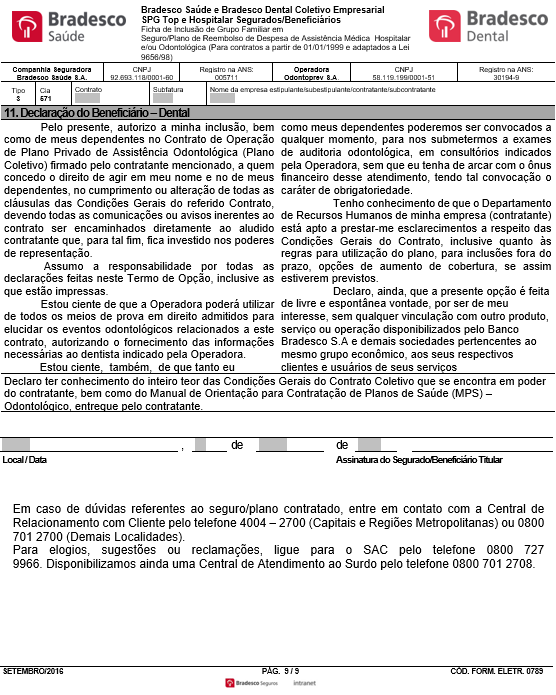 Bradesco
Saúde
Bradesco Saúde e Bradesco Dental Coletivo Empresarial
SPG Top e Hospitalar Segurados/Beneficiários
Ficha de Inclusão de Grupo Familiar em
Seguro/Plano de Reembolso de Despesa de Assistência Médica Hospitalar
e/ou Odontológica (Para contratos a partir de 01/01/1999 e adaptados a Lei
9656/98)
Bradesco
Dental
Companhia Seguradora
Bradesco Saúde S.A.
CNPJ
92.693.118/0001-60
Registro na ANS:
005711
Operadora
Odontoprev S.A.
CNPJ
58.119.199/0001-51
Registro na ANS:
30194-9
Tipo
S
Cia
571
Contrato
Subfatura
Nome da empresa estipulante/subestipulante/contratante/subcontratante
11. Declaração do Beneficiário – Dental
Pelo presente, autorizo a minha inclusão, bem
como de meus dependentes no Contrato de Operação
de Plano Privado de Assistência Odontológica (Plano
Coletivo) firmado pelo contratante mencionado, a quem
concedo o direito de agir em meu nome e no de meus
dependentes, no cumprimento ou alteração de todas as
cláusulas das Condições Gerais do referido Contrato,
devendo todas as comunicações ou avisos inerentes ao
contrato ser encaminhados diretamente ao aludido
contratante que, para tal fim, fica investido nos poderes
de representação.
Assumo a responsabilidade por todas as
declarações feitas neste Termo de Opção, inclusive as
que estão impressas.
Estou ciente de que a Operadora poderá utilizar
de todos os meios de prova em direito admitidos para
elucidar os eventos odontológicos relacionados a este
contrato, autorizando o fornecimento das informações
necessárias ao dentista indicado pela Operadora.
Estou ciente, também, de que tanto eu
como meus dependentes poderemos ser convocados a
qualquer momento, para nos submetermos a exames
de auditoria odontológica, em consultórios indicados
pela Operadora, sem que eu tenha de arcar com o ônus
financeiro desse atendimento, tendo tal convocação o
caráter de obrigatoriedade.
Tenho conhecimento de que o Departamento
de Recursos Humanos de minha empresa (contratante)
está apto a prestar-me esclarecimentos a respeito das
Condições Gerais do Contrato, inclusive quanto às
regras para utilização do plano, para inclusões fora do
prazo, opções de aumento de cobertura, se assim
estiverem previstos.
Declaro, ainda, que a presente opção é feita
de livre e espontânea vontade, por ser de meu
interesse, sem qualquer vinculação com outro produto,
serviço ou operação disponibilizados pelo Banco
Bradesco S.A e demais sociedades pertencentes ao
mesmo grupo econômico, aos seus respectivos
clientes e usuários de seus serviços
Declaro ter conhecimento do inteiro teor das Condições Gerais do Contrato Coletivo que se encontra em poder
do contratante, bem como do Manual de Orientação para Contratação de Planos de Saúde (MPS) –
Odontológico, entregue pelo contratante.
, de de
Local / Data
Assinatura do Segurado/Beneficiário Titular
Em caso de dúvidas referentes ao seguro/plano contratado, entre em contato com a Central de
Relacionamento com Cliente pelo telefone 4004 – 2700 (Capitais e Regiões Metropolitanas) ou 0800
701 2700 (Demais Localidades).
Para elogios, sugestões ou reclamações, ligue para o SAC pelo telefone 0800 727
9966. Disponibilizamos ainda uma Central de Atendimento ao Surdo pelo telefone 0800 701 2708.
SETEMBRO/2016
PÁG. 9 / 9
CÓD. FORM. ELETR. 0789
Bradesco Seguros
intranet